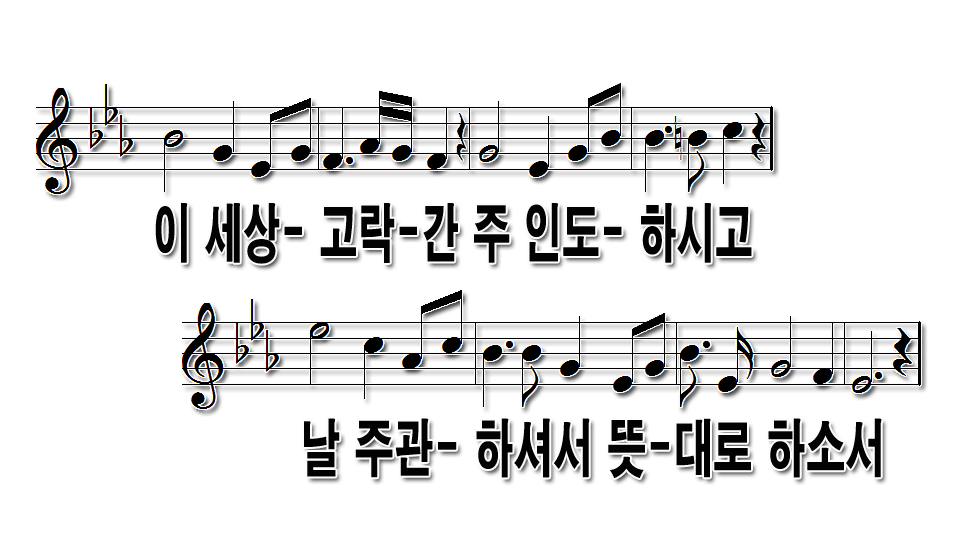 이 세상- 고락-간 주 인도- 하시고
날 주관- 하셔서 뜻-대로 하소서